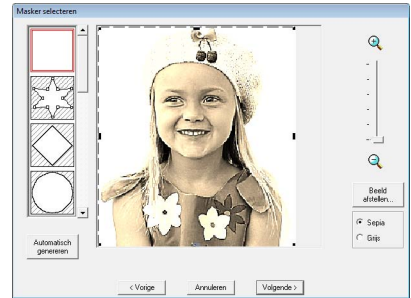 Masker selecteren
Beeld
afstellen...
Sepia
Grijs
Automatisch
genereren
< Vorige
Annuleren
Volgende >